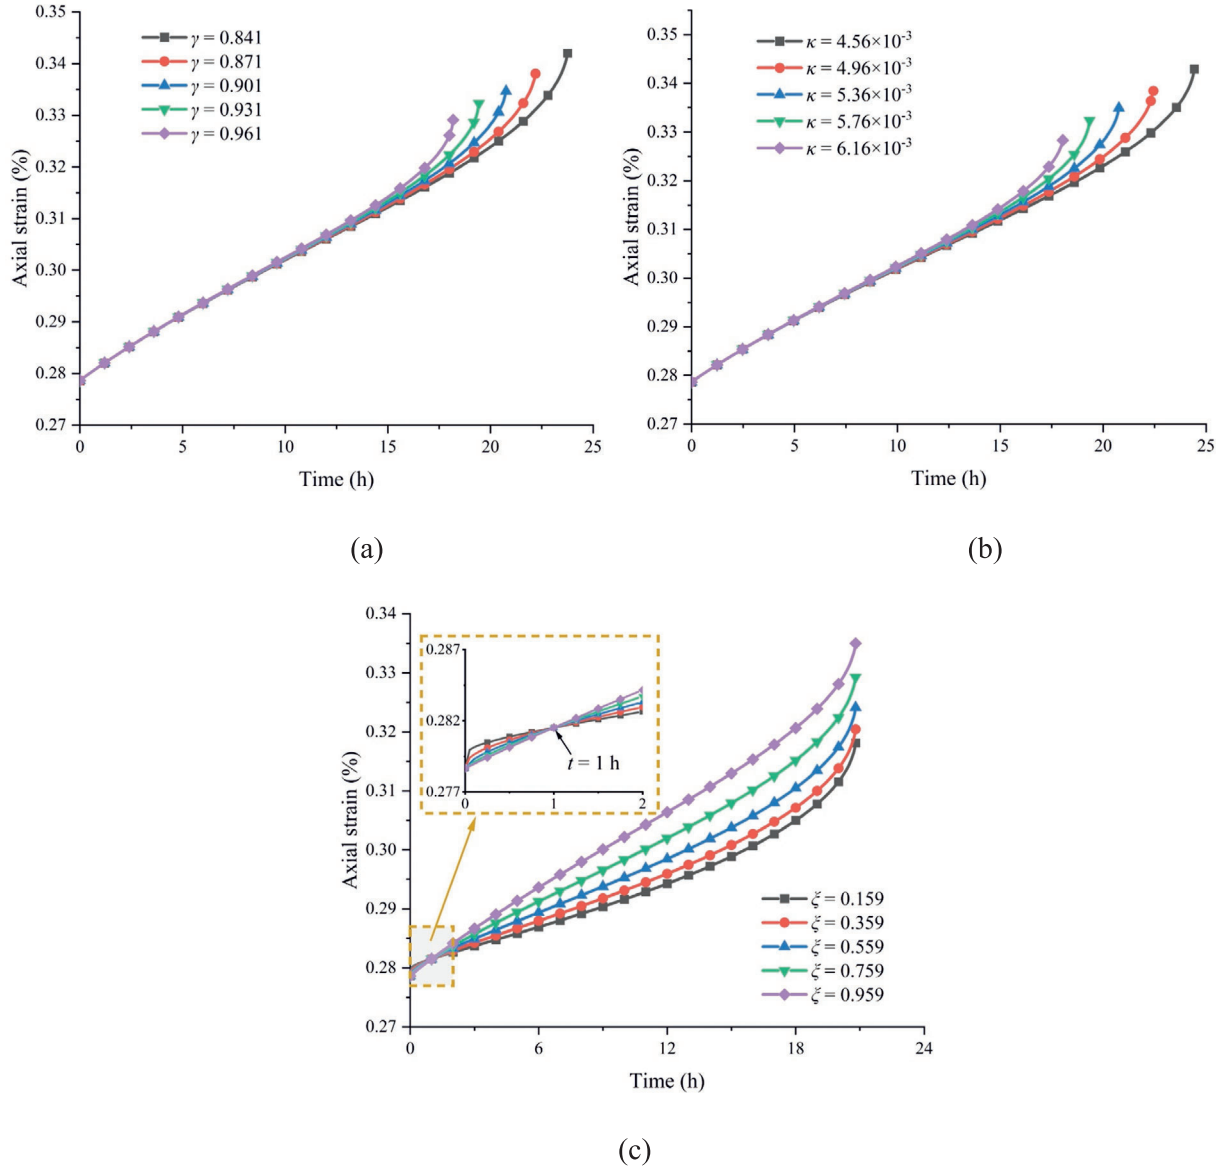 0.35
0.34
0.33
0.32
0.31
0.30
0.29
0.28
0.27
Axial strain (%)
γ = 0.841
γ = 0.871
γ = 0.901
γ = 0.931
γ = 0.961
0 5 10 15 20 25
Time (h)
(a)
0.35
0.34
0.33
0.32
0.31
0.30
0.29
0.28
0.27
Axial strain (%)
κ = 4.56×10⁻³
κ = 4.96×10⁻³
κ = 5.36×10⁻³
κ = 5.76×10⁻³
κ = 6.16×10⁻³
0 5 10 15 20 25
Time (h)
(b)
0.34
0.33
0.32
0.31
0.30
0.29
0.28
0.27
Axial strain (%)
0.287
0.282
0.277
t = 1 h
0 1 2
ξ = 0.159
ξ = 0.359
ξ = 0.559
ξ = 0.759
ξ = 0.959
0 6 12 18 24
Time (h)
(c)